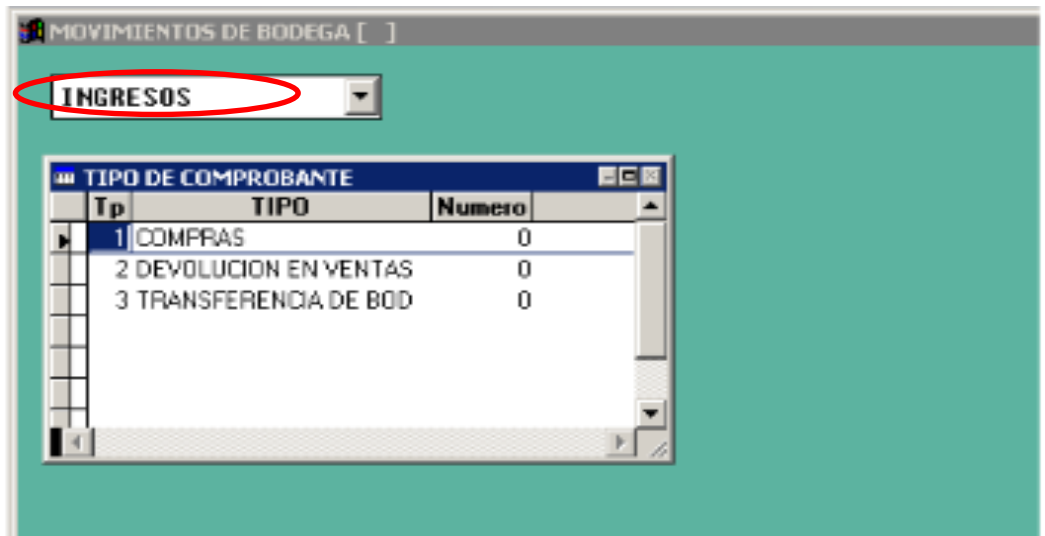 MOVIMIENTOS DE BODEGA [ ]
INGRESOS
TIPO DE COMPROBANTE
Tp TIPO Numero
1 COMPRAS 0
2 DEVOLUCION EN VENTAS 0
3 TRANSFERENCIA DE BOD 0